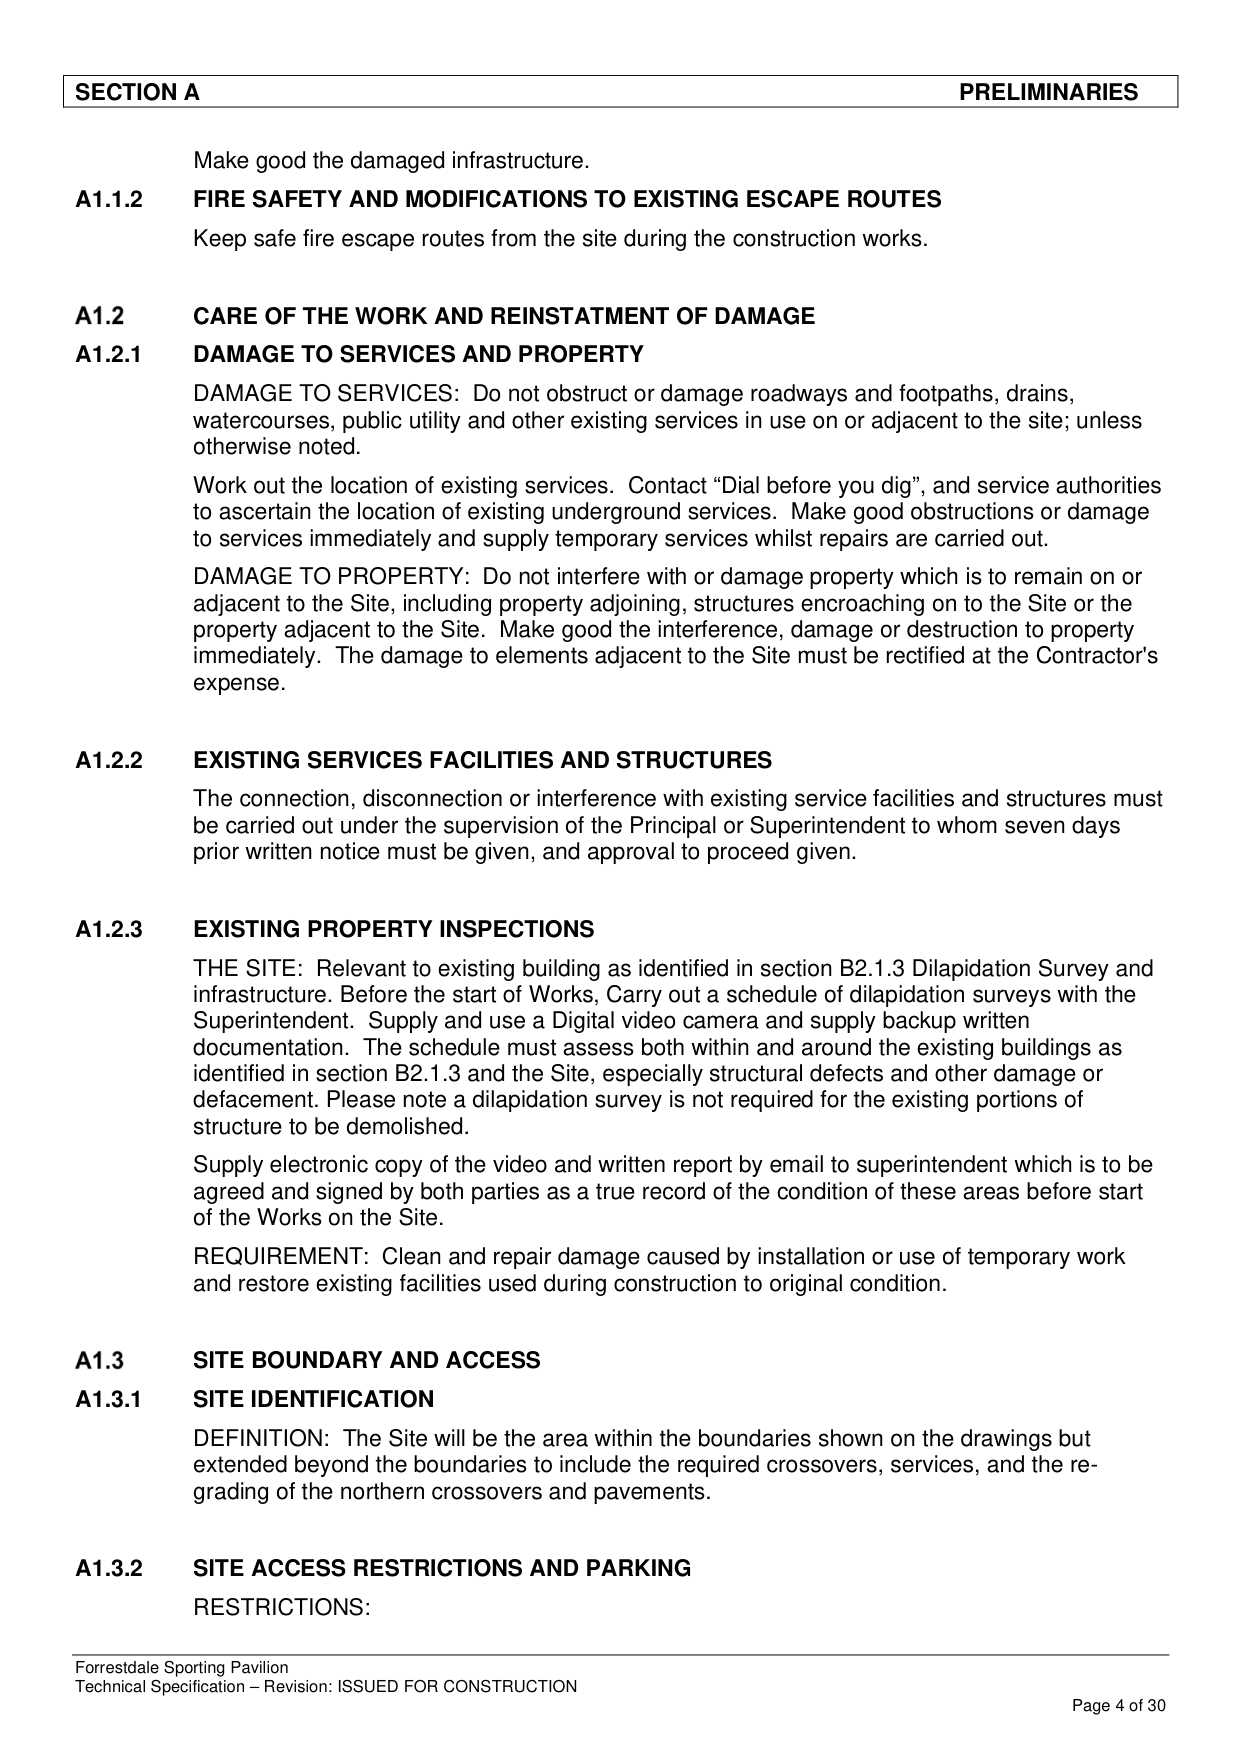 SECTION A PRELIMINARIES
Make good the damaged infrastructure.
A1.1.2 FIRE SAFETY AND MODIFICATIONS TO EXISTING ESCAPE ROUTES
Keep safe fire escape routes from the site during the construction works.
A1.2 CARE OF THE WORK AND REINSTATMENT OF DAMAGE
A1.2.1 DAMAGE TO SERVICES AND PROPERTY
DAMAGE TO SERVICES: Do not obstruct or damage roadways and footpaths, drains,
watercourses, public utility and other existing services in use on or adjacent to the site; unless
otherwise noted.
Work out the location of existing services. Contact “Dial before you dig”, and service authorities
to ascertain the location of existing underground services. Make good obstructions or damage
to services immediately and supply temporary services whilst repairs are carried out.
DAMAGE TO PROPERTY: Do not interfere with or damage property which is to remain on or
adjacent to the Site, including property adjoining, structures encroaching on to the Site or the
property adjacent to the Site. Make good the interference, damage or destruction to property
immediately. The damage to elements adjacent to the Site must be rectified at the Contractor's
expense.
A1.2.2 EXISTING SERVICES FACILITIES AND STRUCTURES
The connection, disconnection or interference with existing service facilities and structures must
be carried out under the supervision of the Principal or Superintendent to whom seven days
prior written notice must be given, and approval to proceed given.
A1.2.3 EXISTING PROPERTY INSPECTIONS
THE SITE: Relevant to existing building as identified in section B2.1.3 Dilapidation Survey and
infrastructure. Before the start of Works, Carry out a schedule of dilapidation surveys with the
Superintendent. Supply and use a Digital video camera and supply backup written
documentation. The schedule must assess both within and around the existing buildings as
identified in section B2.1.3 and the Site, especially structural defects and other damage or
defacement. Please note a dilapidation survey is not required for the existing portions of
structure to be demolished.
Supply electronic copy of the video and written report by email to superintendent which is to be
agreed and signed by both parties as a true record of the condition of these areas before start
of the Works on the Site.
REQUIREMENT: Clean and repair damage caused by installation or use of temporary work
and restore existing facilities used during construction to original condition.
A1.3 SITE BOUNDARY AND ACCESS
A1.3.1 SITE IDENTIFICATION
DEFINITION: The Site will be the area within the boundaries shown on the drawings but
extended beyond the boundaries to include the required crossovers, services, and the re-
grading of the northern crossovers and pavements.
A1.3.2 SITE ACCESS RESTRICTIONS AND PARKING
RESTRICTIONS:
Forrestdale Sporting Pavilion
Technical Specification – Revision: ISSUED FOR CONSTRUCTION
Page 4 of 30